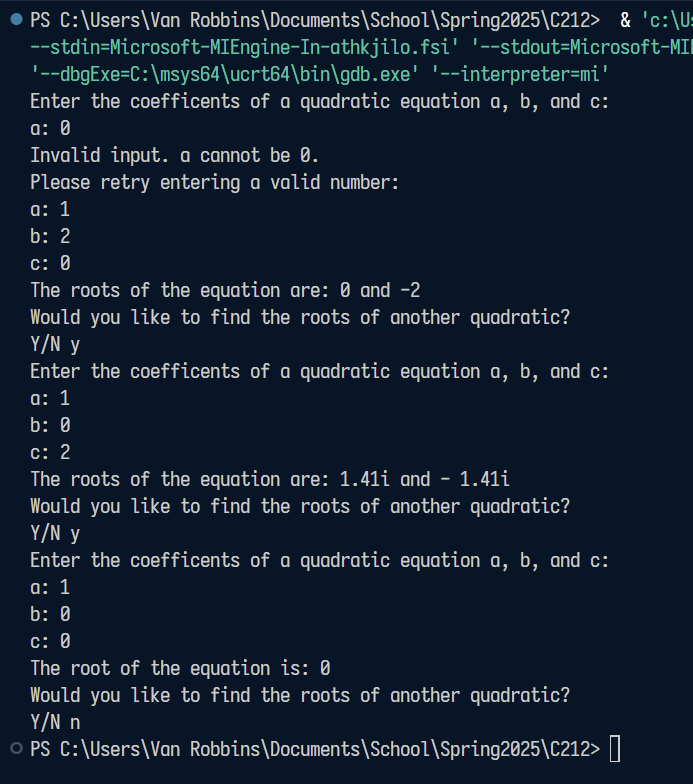 PS C:\Users\Van Robbins\Documents\School\Spring2025\C212>  & 'c:\Us
--stdin=Microsoft-MIEngine-In-athkjilo.fsi' '--stdout=Microsoft-MIE
'--dbgExe=C:\msys64\ucrt64\bin\gdb.exe' '--interpreter=mi'
Enter the coefficents of a quadratic equation a, b, and c:
a: 0
Invalid input. a cannot be 0.
Please retry entering a valid number:
a: 1
b: 2
c: 0
The roots of the equation are: 0 and -2
Would you like to find the roots of another quadratic?
Y/N y
Enter the coefficents of a quadratic equation a, b, and c:
a: 1
b: 0
c: 2
The roots of the equation are: 1.41i and - 1.41i
Would you like to find the roots of another quadratic?
Y/N y
Enter the coefficents of a quadratic equation a, b, and c:
a: 1
b: 0
c: 0
The root of the equation is: 0
Would you like to find the roots of another quadratic?
Y/N n
PS C:\Users\Van Robbins\Documents\School\Spring2025\C212>